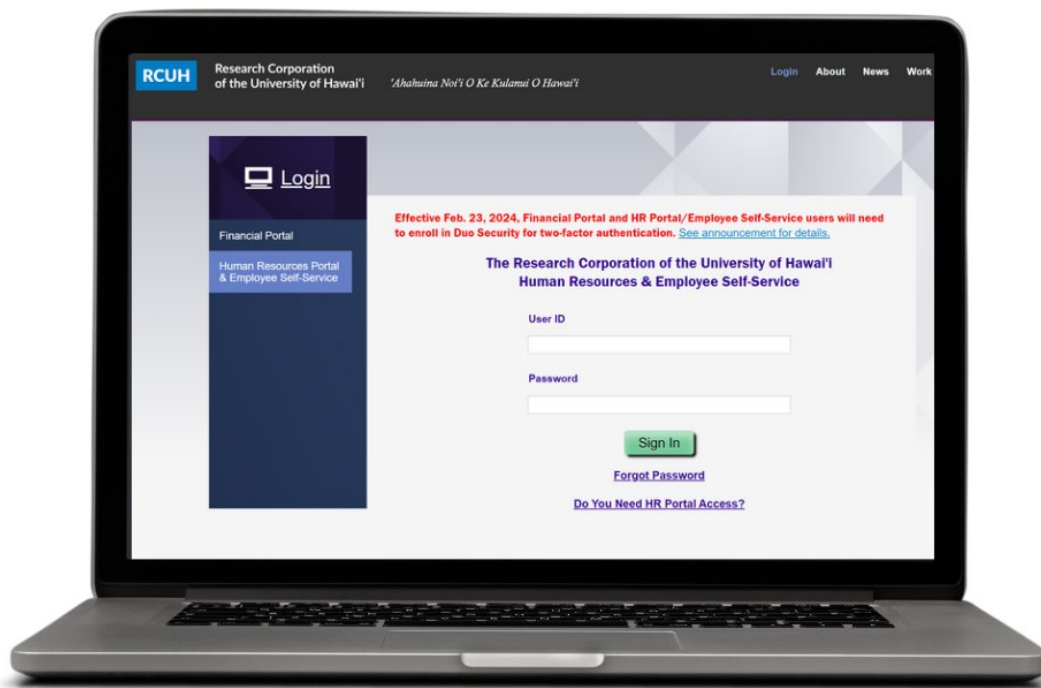 RCUH
Research Corporation
of the University of Hawai'i
'Ahahuina Noi'i O Ke Kulanui O Hawai'i
Login
About
News
Work
Login
Financial Portal
Human Resources Portal
& Employee Self-Service
Effective Feb. 23, 2024, Financial Portal and HR Portal/Employee Self-Service users will need
to enroll in Duo Security for two-factor authentication. See announcement for details.
The Research Corporation of the University of Hawai'i
Human Resources & Employee Self-Service
User ID
Password
Sign In
Forgot Password
Do You Need HR Portal Access?